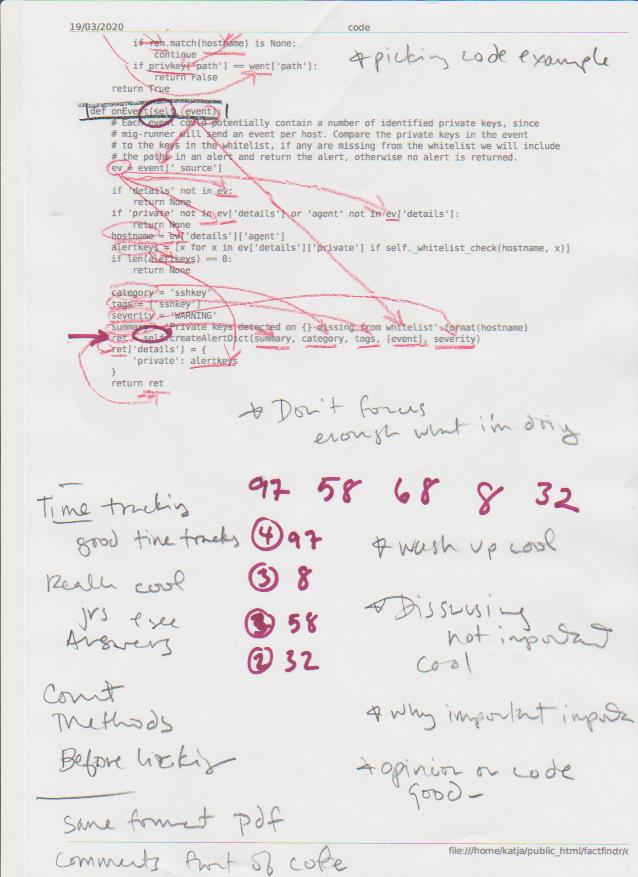 19/03/2020 code
if rem.match(hostname) is None:
continue
if privkey['path'] == went['path']:
return False
return True
* picking code example
def onEvent(self, event):
# Each event could potentially contain a number of identified private keys, since
# mig-runner will send an event per host. Compare the private keys in the event
# to the keys in the whitelist, if any are missing from the whitelist we will include
# the paths in an alert and return the alert, otherwise no alert is returned.
ev = event['_source']
if 'details' not in ev:
return None
if 'private' not in ev['details'] or 'agent' not in ev['details']:
return None
hostname = ev['details']['agent']
alertkeys = [x for x in ev['details']['private'] if self._whitelist_check(hostname, x)]
if len(alertkeys) == 0:
return None
category = 'sshkey'
tags = ['sshkey']
severity = 'WARNING'
summary = 'Private keys detected on {} missing from whitelist'.format(hostname)
ret = self.createAlertDict(summary, category, tags, [event], severity)
ret['details'] = {
'private': alertkeys
}
return ret
* Don't focus
enough what i'm doing
97 58 68 8 32
Time tracking
good time tracks ④ 97
* wash up cool
Really cool ③ 8
jrs & see 58
Answers
② 32
* Discussing
not important
cool
Count
Methods
* why important
Before
* opinion on code
good
same format pdf
comments front of code
file:///home/katja/public_html/factfindr/c